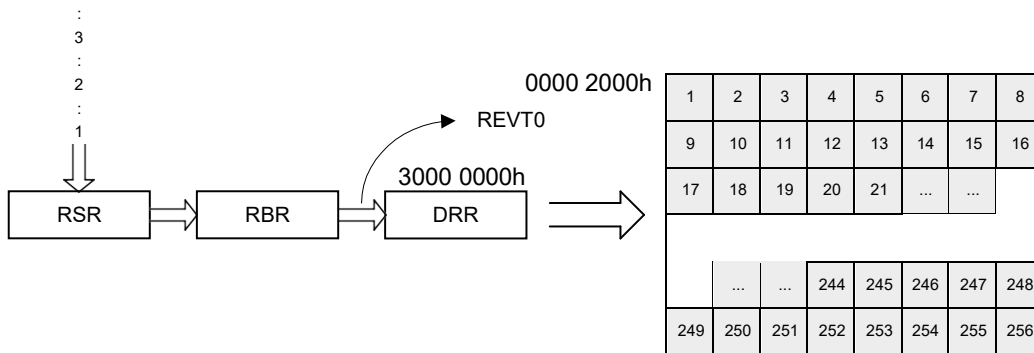 :
3
:
2
:
1
RSR
RBR
REVT0
3000 0000h
DRR
0000 2000h
1 2 3 4 5 6 7 8
9 10 11 12 13 14 15 16
17 18 19 20 21 ... ...
... ... 244 245 246 247 248
249 250 251 252 253 254 255 256